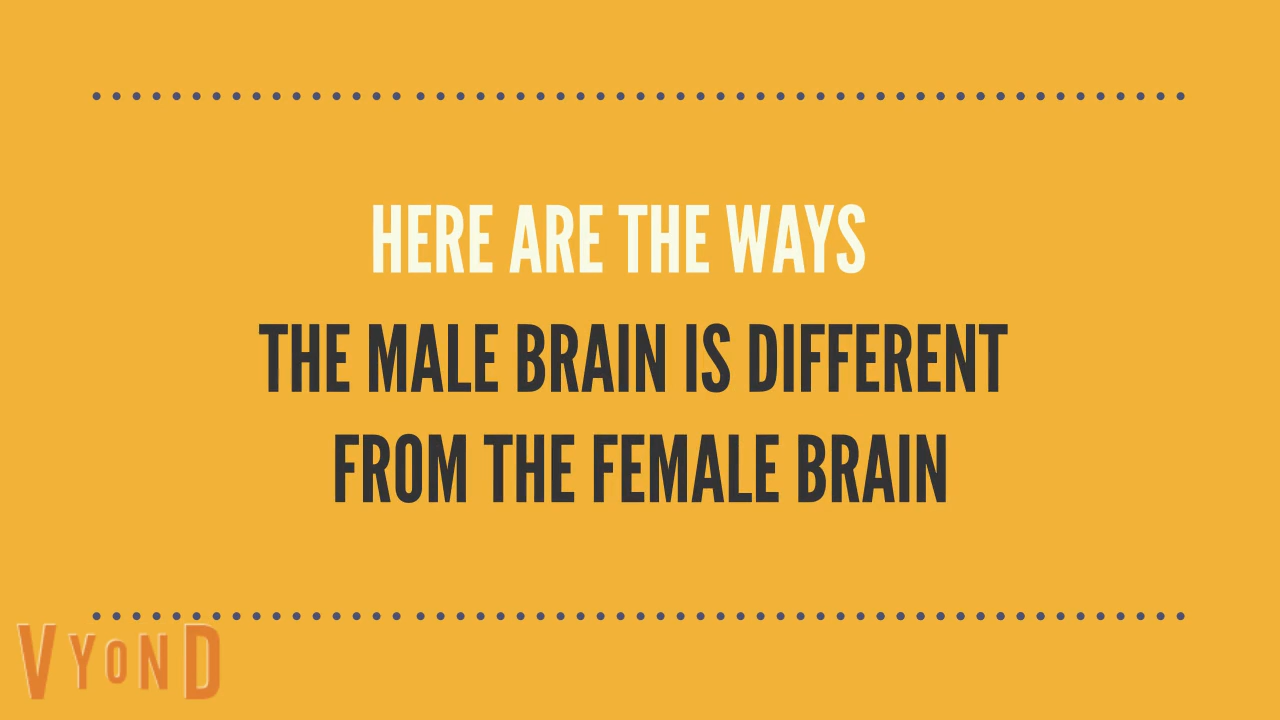 HERE ARE THE WAYS
THE MALE BRAIN IS DIFFERENT
FROM THE FEMALE BRAIN
VYOND